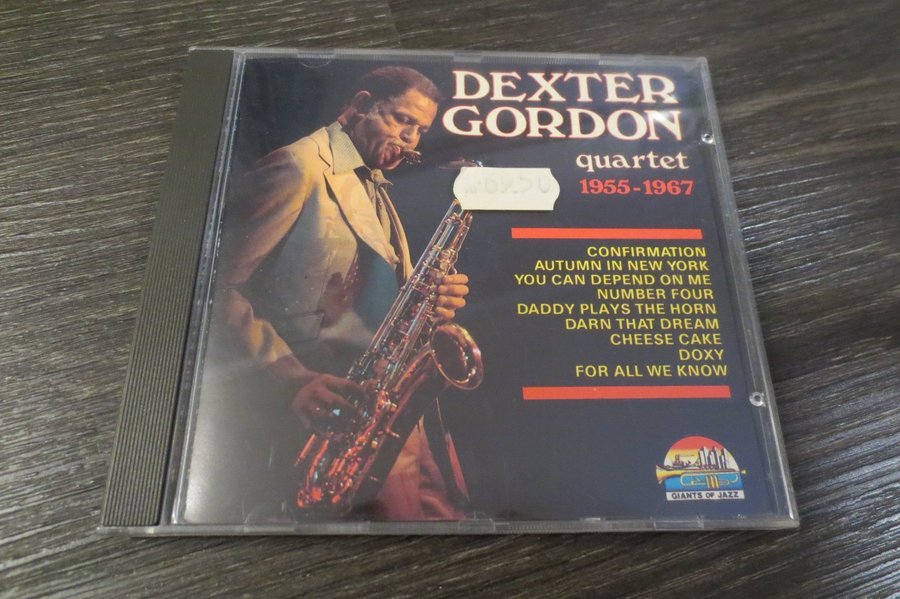 DEXTER
GORDON
quartet
1955-1967
CONFIRMATION
AUTUMN IN NEW YORK
YOU CAN DEPEND ON ME
NUMBER FOUR
DADDY PLAYS THE HORN
DARN THAT DREAM
CHEESE CAKE
DOXY
FOR ALL WE KNOW
GIANTS OF JAZZ